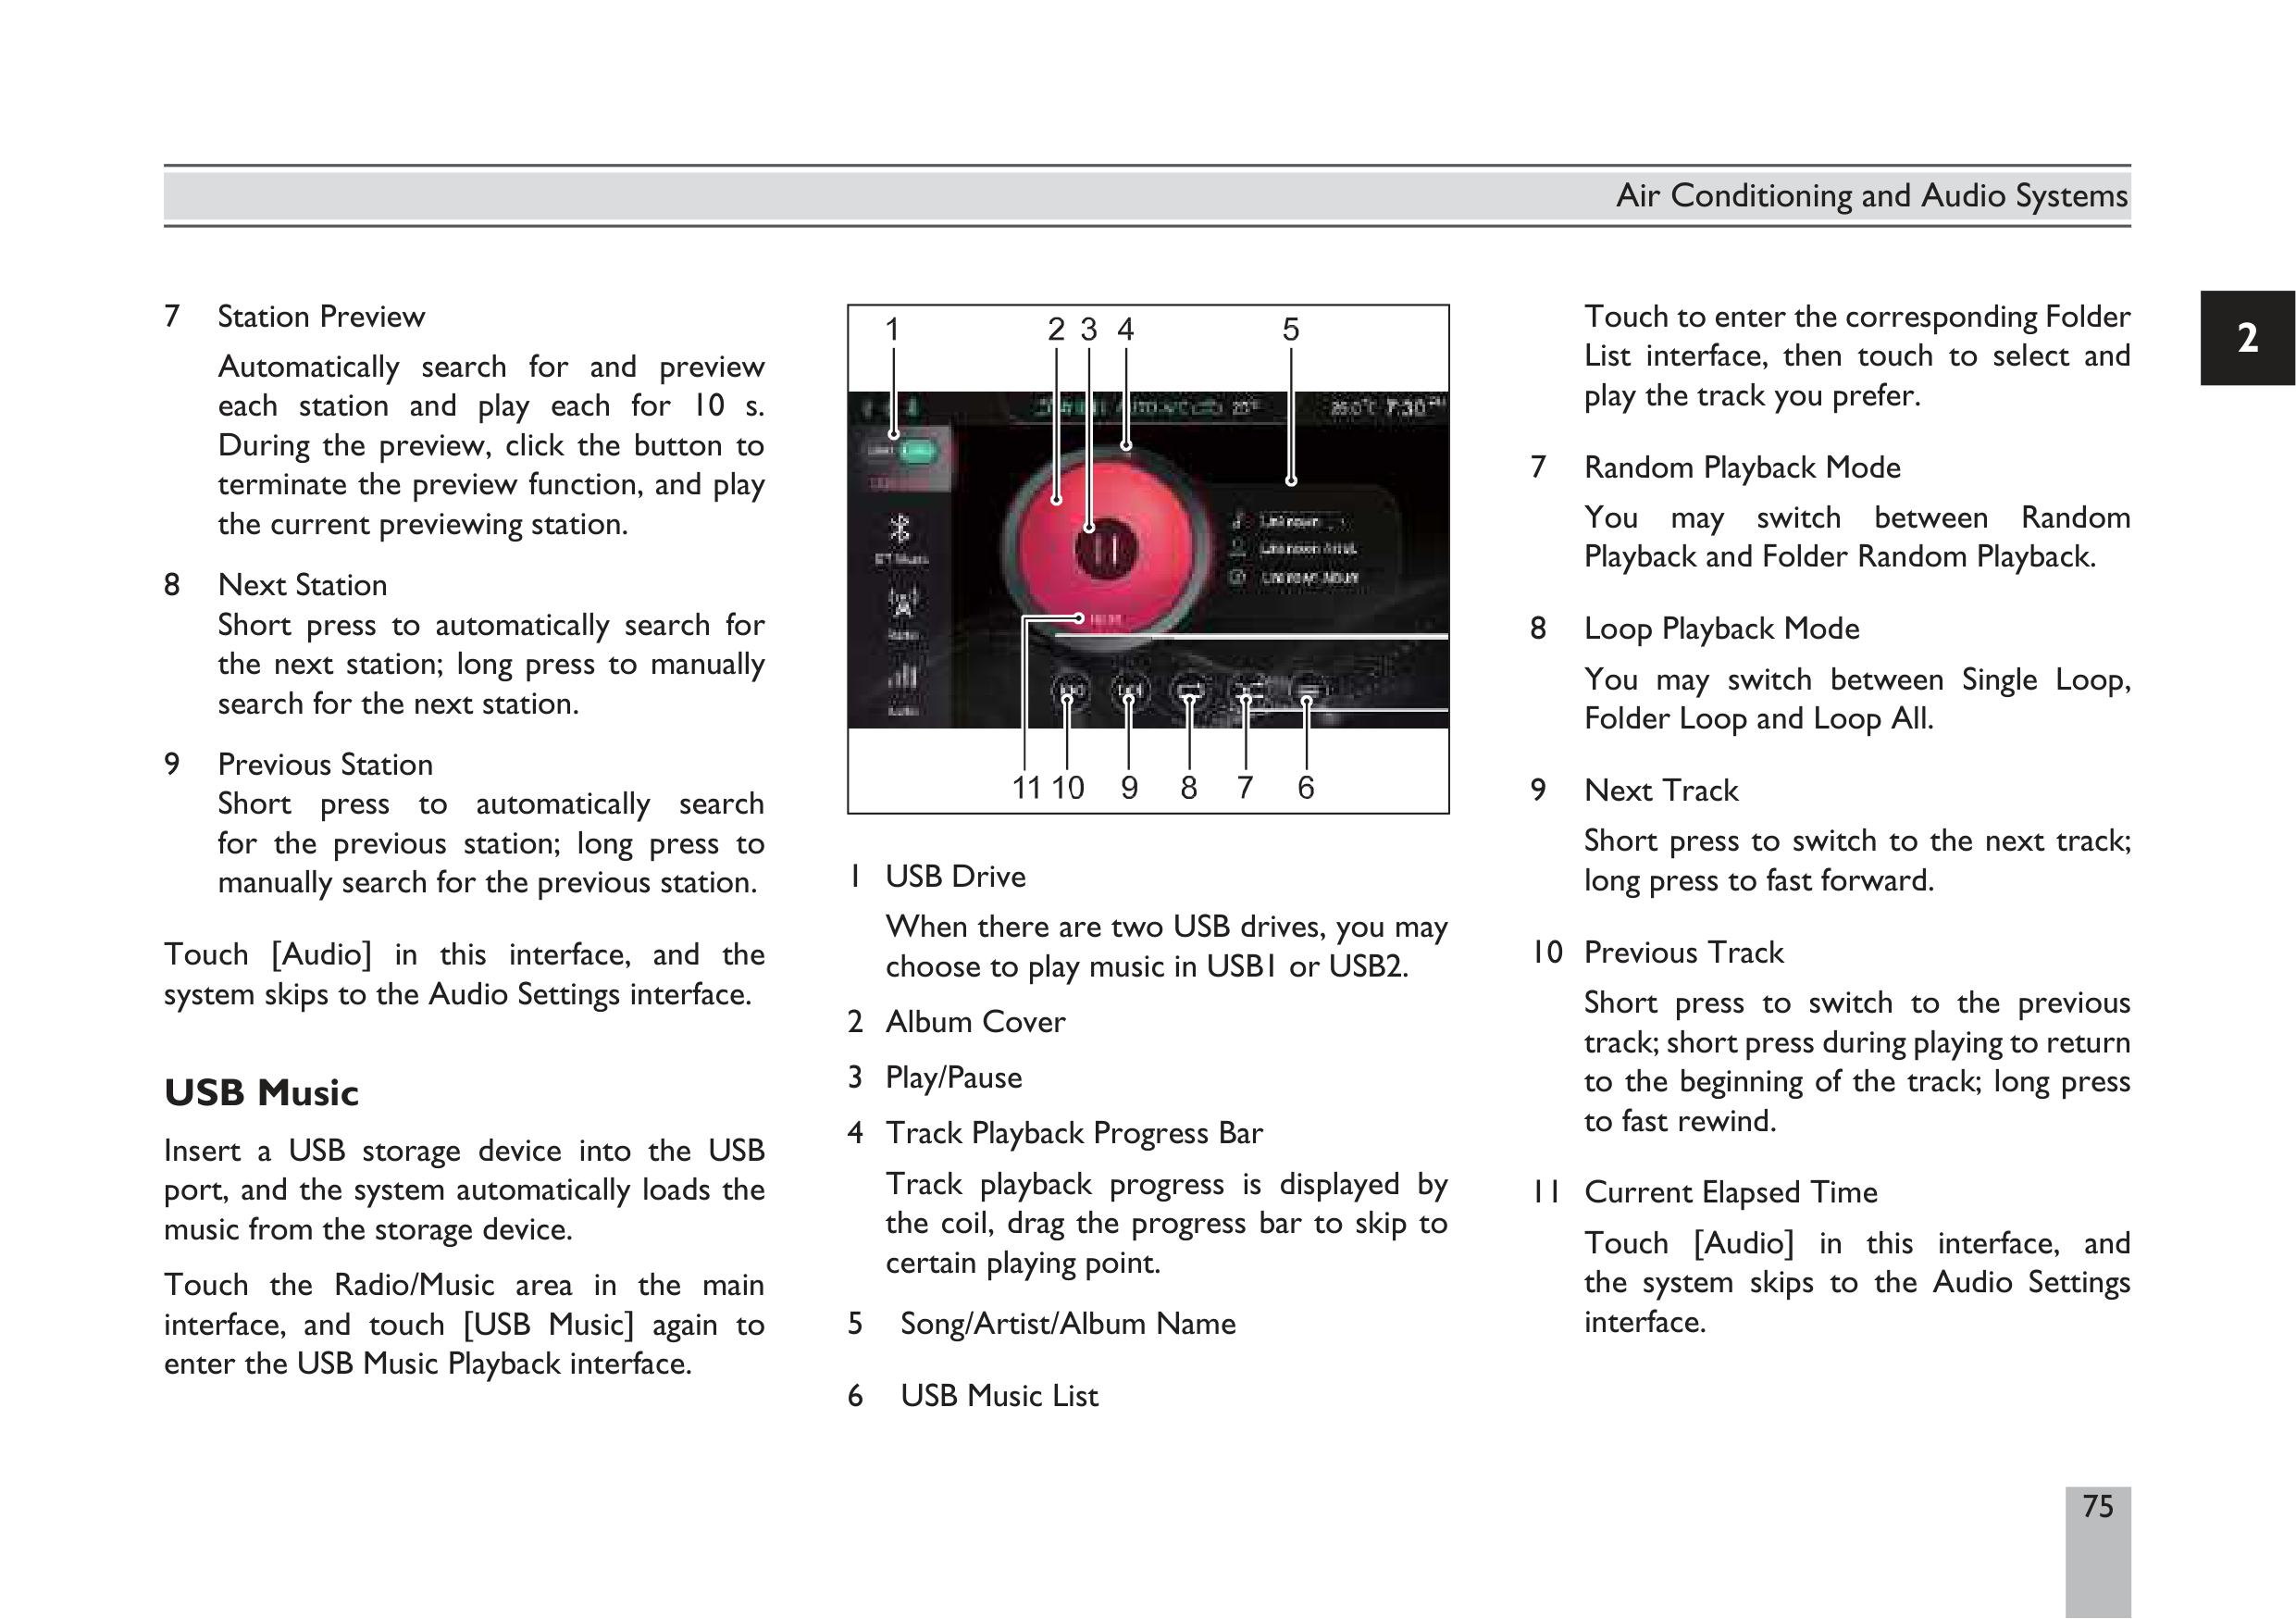 Air Conditioning and Audio Systems
2
7 Station Preview
Automatically search for and preview
each station and play each for 10 s.
During the preview, click the button to
terminate the preview function, and play
the current previewing station.
8 Next Station
Short press to automatically search for
the next station; long press to manually
search for the next station.
9 Previous Station
Short press to automatically search
for the previous station; long press to
manually search for the previous station.
Touch [Audio] in this interface, and the
system skips to the Audio Settings interface.
USB Music
Insert a USB storage device into the USB
port, and the system automatically loads the
music from the storage device.
Touch the Radio/Music area in the main
interface, and touch [USB Music] again to
enter the USB Music Playback interface.
1 2 3 4 5
7:30
Unknown
Unknown Artist
Unknown Album
BT Music
Radio
Audio
11 10 9 8 7 6
1 USB Drive
When there are two USB drives, you may
choose to play music in USB1 or USB2.
2 Album Cover
3 Play/Pause
4 Track Playback Progress Bar
Track playback progress is displayed by
the coil, drag the progress bar to skip to
certain playing point.
5 Song/Artist/Album Name
6 USB Music List
Touch to enter the corresponding Folder
List interface, then touch to select and
play the track you prefer.
7 Random Playback Mode
You may switch between Random
Playback and Folder Random Playback.
8 Loop Playback Mode
You may switch between Single Loop,
Folder Loop and Loop All.
9 Next Track
Short press to switch to the next track;
long press to fast forward.
10 Previous Track
Short press to switch to the previous
track; short press during playing to return
to the beginning of the track; long press
to fast rewind.
11 Current Elapsed Time
Touch [Audio] in this interface, and
the system skips to the Audio Settings
interface.
75